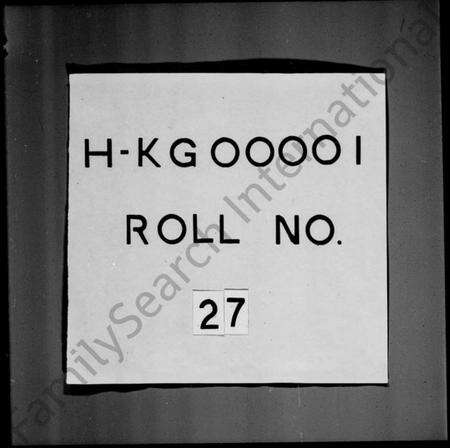 H-KG00001
ROLL NO.
27
FamilySearch International